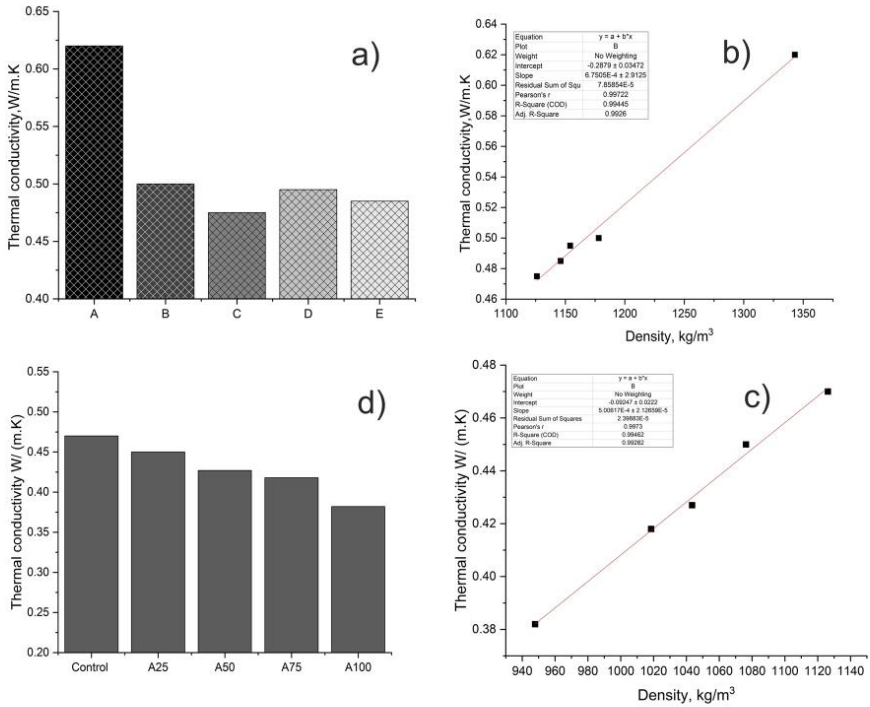 a)
Thermal conductivity,W/m.K
0.65
0.60
0.55
0.50
0.45
0.40
A B C D E
b)
Thermal conductivity,W/m.K
0.64
0.62
0.60
0.58
0.56
0.54
0.52
0.50
0.48
0.46
Equation y = a + b*x
Plot B
Weight No Weighting
Intercept -0.2879 ± 0.03472
Slope 6.7505E-4 ± 2.9125
Residual Sum of Squ 7.85854E-5
Pearson's r 0.99722
R-Square (COD) 0.99445
Adj. R-Square 0.9926
1100 1150 1200 1250 1300 1350
Density, kg/m³
d)
Thermal conductivity W/ (m.K)
0.55
0.50
0.45
0.40
0.35
0.30
0.25
0.20
Control A25 A50 A75 A100
c)
Thermal conductivity W/ (m.K)
0.48
0.46
0.44
0.42
0.40
0.38
Equation y = a + b*x
Plot B
Weight No Weighting
Intercept -0.09247 ± 0.0222
Slope 5.00617E-4 ± 2.12659E-5
Residual Sum of Squares 2.39883E-5
Pearson's r 0.9973
R-Square (COD) 0.99462
Adj. R-Square 0.99282
940 960 980 1000 1020 1040 1060 1080 1100 1120 1140
Density, kg/m³